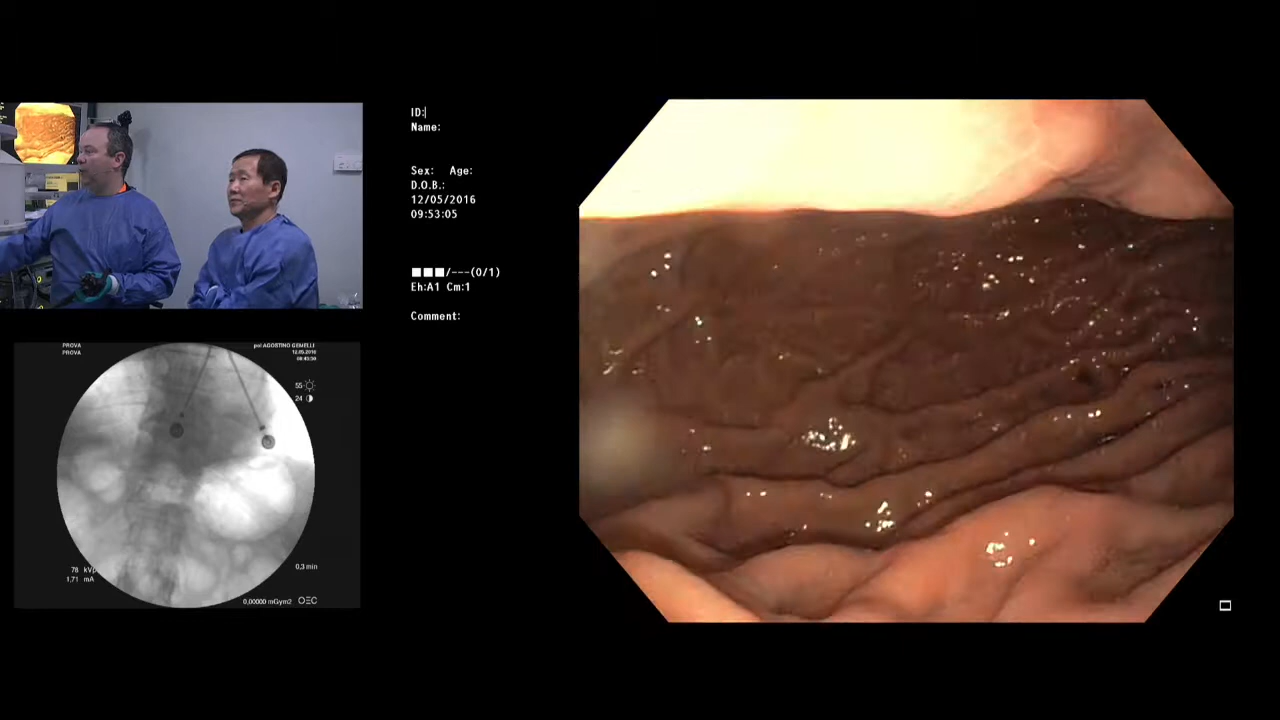 ID:
Name:
Sex: Age:
D.O.B.:
12/05/2016
09:53:05
■■■/---(0/1)
Eh:A1 Cm:1
Comment:
PROVA
PROVA
pol AGOSTINO GEMELLI
12.05.2016
55
24
78 kVp
1,71 mA
0,3 min
0,00000 mGym2 OEC